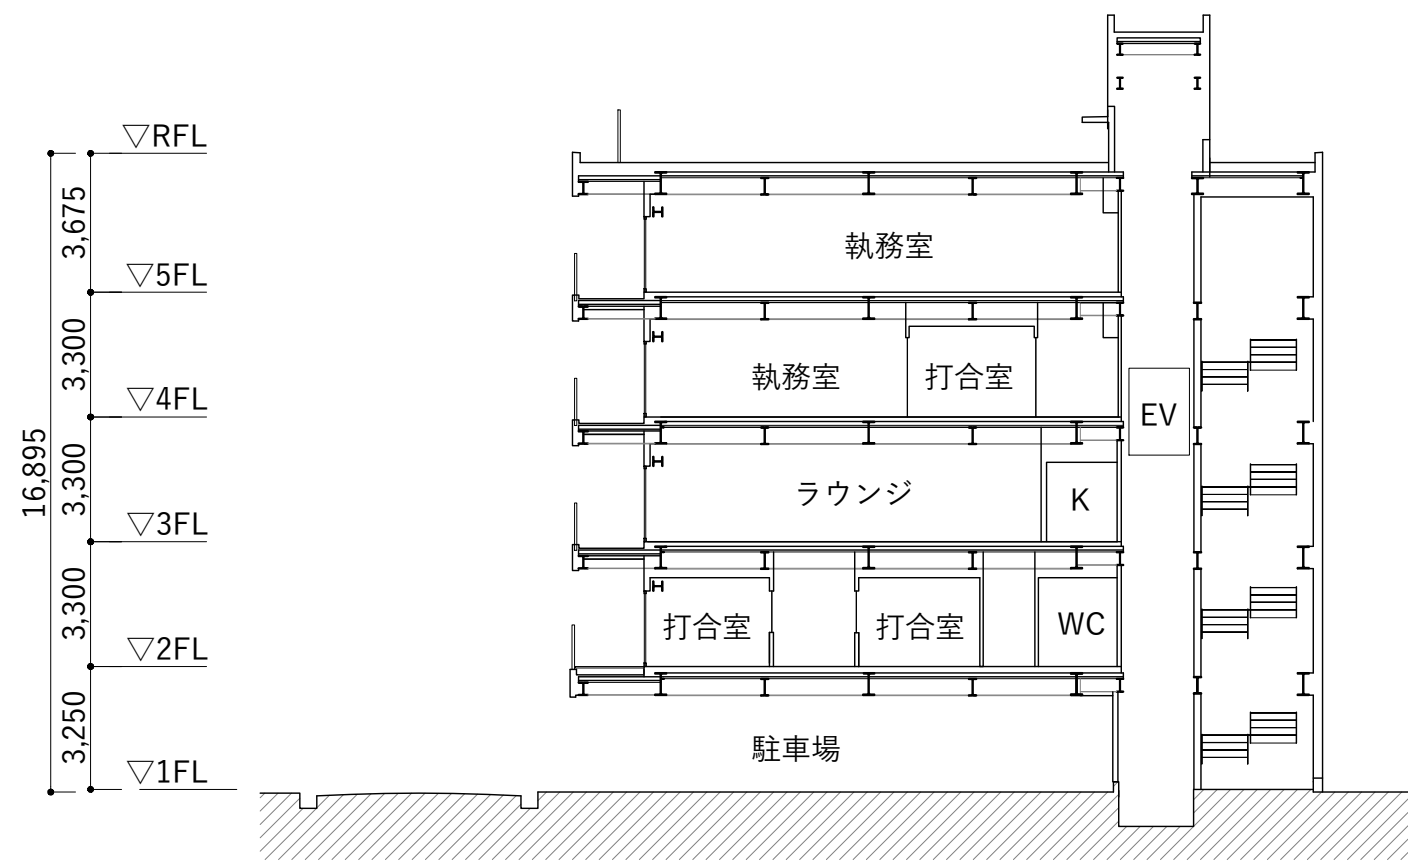 ▽RFL
3,675
執務室
▽5FL
3,300
執務室
打合室
▽4FL
EV
16,895
3,300
ラウンジ
K
▽3FL
3,300
打合室
打合室
WC
▽2FL
3,250
駐車場
▽1FL